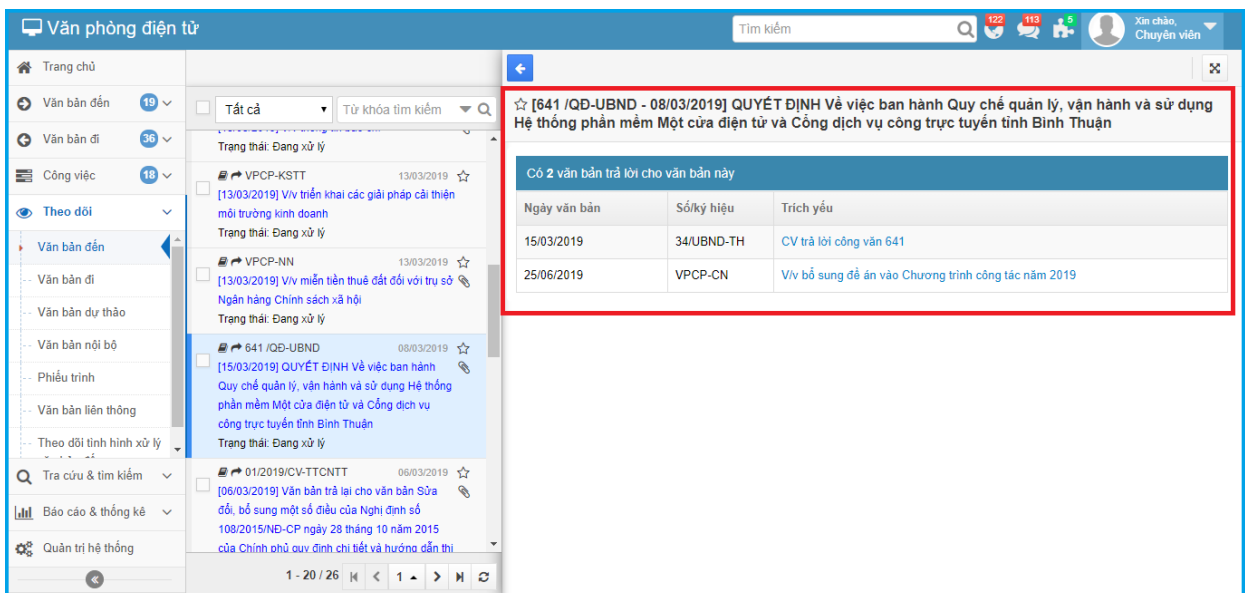 Văn phòng điện tử
Tìm kiếm
122
113
5
Xin chào,
Chuyên viên
Trang chủ
Văn bản đến 19
Văn bản đi 36
Công việc 18
Theo dõi
Văn bản đến
Văn bản đi
Văn bản dự thảo
Văn bản nội bộ
Phiếu trình
Văn bản liên thông
Theo dõi tình hình xử lý
Tra cứu & tìm kiếm
Báo cáo & thống kê
Quản trị hệ thống
Tất cả
Từ khóa tìm kiếm
Trạng thái: Đang xử lý
VPCP-KSTT 13/03/2019
[13/03/2019] V/v triển khai các giải pháp cải thiện
môi trường kinh doanh
Trạng thái: Đang xử lý
VPCP-NN 13/03/2019
[13/03/2019] V/v miễn tiền thuê đất đối với trụ sở
Ngân hàng Chính sách xã hội
Trạng thái: Đang xử lý
641 /QĐ-UBND 08/03/2019
[15/03/2019] QUYẾT ĐỊNH Về việc ban hành
Quy chế quản lý, vận hành và sử dụng Hệ thống
phần mềm Một cửa điện tử và Cổng dịch vụ
công trực tuyến tỉnh Bình Thuận
Trạng thái: Đang xử lý
01/2019/CV-TTCNTT 06/03/2019
[06/03/2019] Văn bản trả lại cho văn bản Sửa
đổi, bổ sung một số điều của Nghị định số
108/2015/NĐ-CP ngày 28 tháng 10 năm 2015
của Chính phủ quy định chi tiết và hướng dẫn thi
1 - 20 / 26
1
[641 /QĐ-UBND - 08/03/2019] QUYẾT ĐỊNH Về việc ban hành Quy chế quản lý, vận hành và sử dụng
Hệ thống phần mềm Một cửa điện tử và Cổng dịch vụ công trực tuyến tỉnh Bình Thuận
Có 2 văn bản trả lời cho văn bản này
Ngày văn bản Số/ký hiệu Trích yếu
15/03/2019 34/UBND-TH CV trả lời công văn 641
25/06/2019 VPCP-CN V/v bổ sung đề án vào Chương trình công tác năm 2019